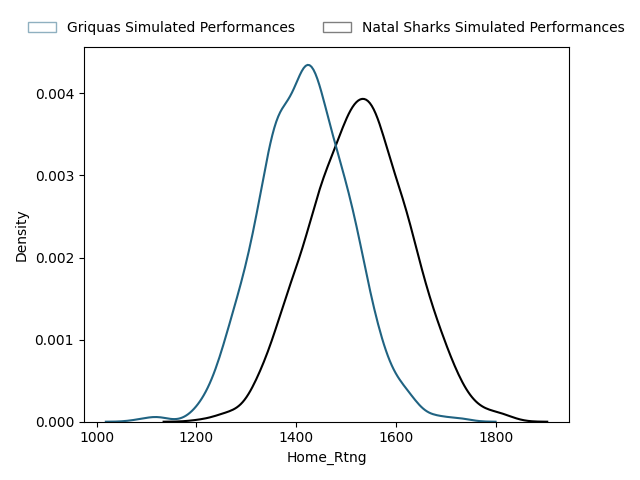 Griquas Simulated Performances
Natal Sharks Simulated Performances
0.004
0.003
0.002
0.001
0.000
Density
1000 1200 1400 1600 1800
Home_Rtng